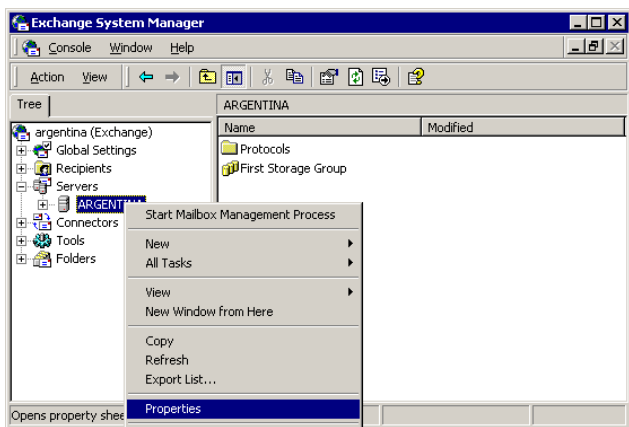 Exchange System Manager
Console Window Help
Action View
Tree
ARGENTINA
Name Modified
argentina (Exchange)
Global Settings
Recipients
Servers
ARGENT
Connectors
Tools
Folders
Protocols
First Storage Group
Start Mailbox Management Process
New
All Tasks
View
New Window from Here
Copy
Refresh
Export List...
Properties
Opens property shee